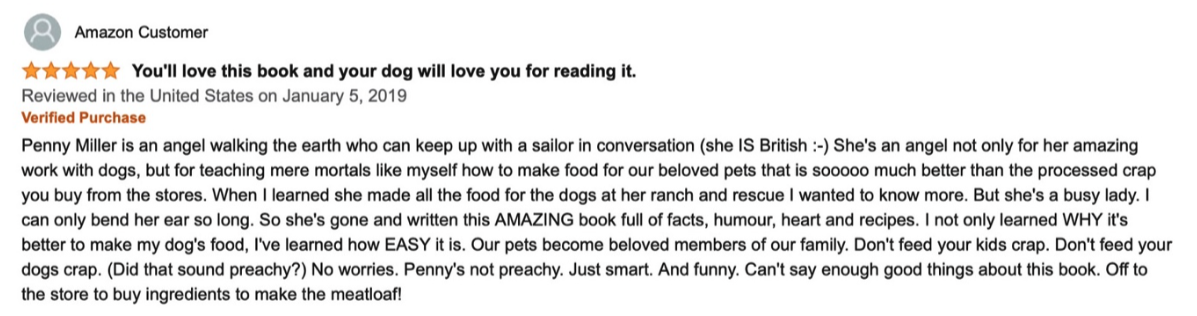 Amazon Customer
You'll love this book and your dog will love you for reading it.
Reviewed in the United States on January 5, 2019
Verified Purchase
Penny Miller is an angel walking the earth who can keep up with a sailor in conversation (she IS British :-) She's an angel not only for her amazing
work with dogs, but for teaching mere mortals like myself how to make food for our beloved pets that is sooooo much better than the processed crap
you buy from the stores. When I learned she made all the food for the dogs at her ranch and rescue I wanted to know more. But she's a busy lady. I
can only bend her ear so long. So she's gone and written this AMAZING book full of facts, humour, heart and recipes. I not only learned WHY it's
better to make my dog's food, I've learned how EASY it is. Our pets become beloved members of our family. Don't feed your kids crap. Don't feed your
dogs crap. (Did that sound preachy?) No worries. Penny's not preachy. Just smart. And funny. Can't say enough good things about this book. Off to
the store to buy ingredients to make the meatloaf!